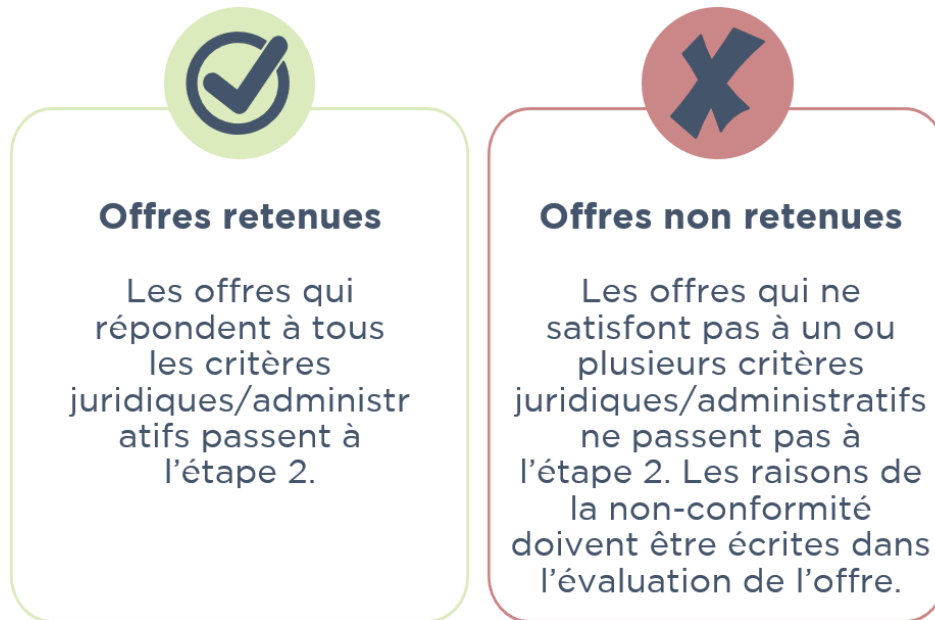 Offres retenues
Les offres qui
répondent à tous
les critères
juridiques/administr
atifs passent à
l’étape 2.
Offres non retenues
Les offres qui ne
satisfont pas à un ou
plusieurs critères
juridiques/administratifs
ne passent pas à
l’étape 2. Les raisons de
la non-conformité
doivent être écrites dans
l’évaluation de l’offre.